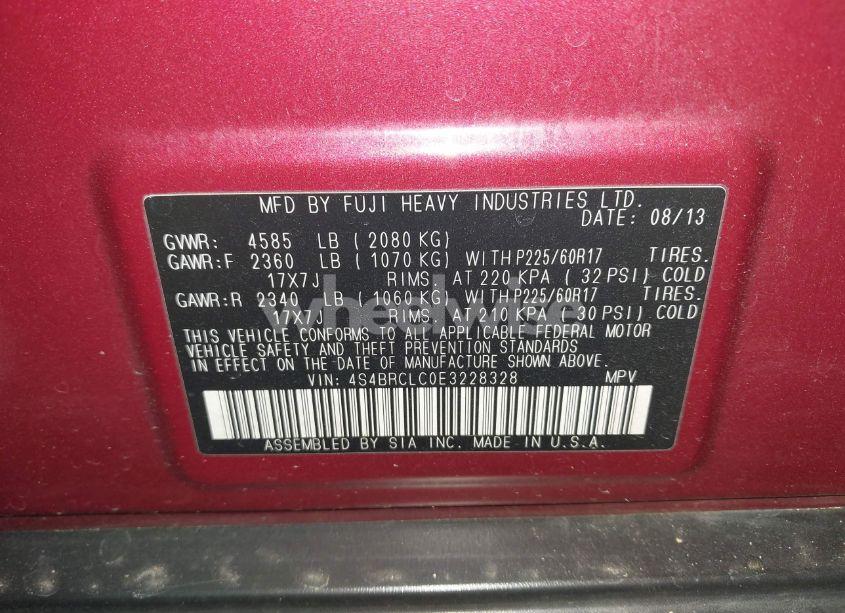 MFD BY FUJI HEAVY INDUSTRIES LTD.
DATE: 08/13
GVWR: 4585 LB ( 2080 KG)
GAWR:F 2360 LB ( 1070 KG) WITH P225/60R17 TIRES.
17X7J RIMS. AT 220 KPA ( 32 PSI) COLD
GAWR:R 2340 LB ( 1060 KG) WITH P225/60R17 TIRES.
17X7J RIMS. AT 210 KPA ( 30 PSI) COLD
THIS VEHICLE CONFORMS TO ALL APPLICABLE FEDERAL MOTOR
VEHICLE SAFETY AND THEFT PREVENTION STANDARDS
IN EFFECT ON THE DATE OF MANUFACTURE SHOWN ABOVE.
VIN: 4S4BRCLC0E3228328 MPV
ASSEMBLED BY SIA INC. MADE IN U.S.A.
wheelwise